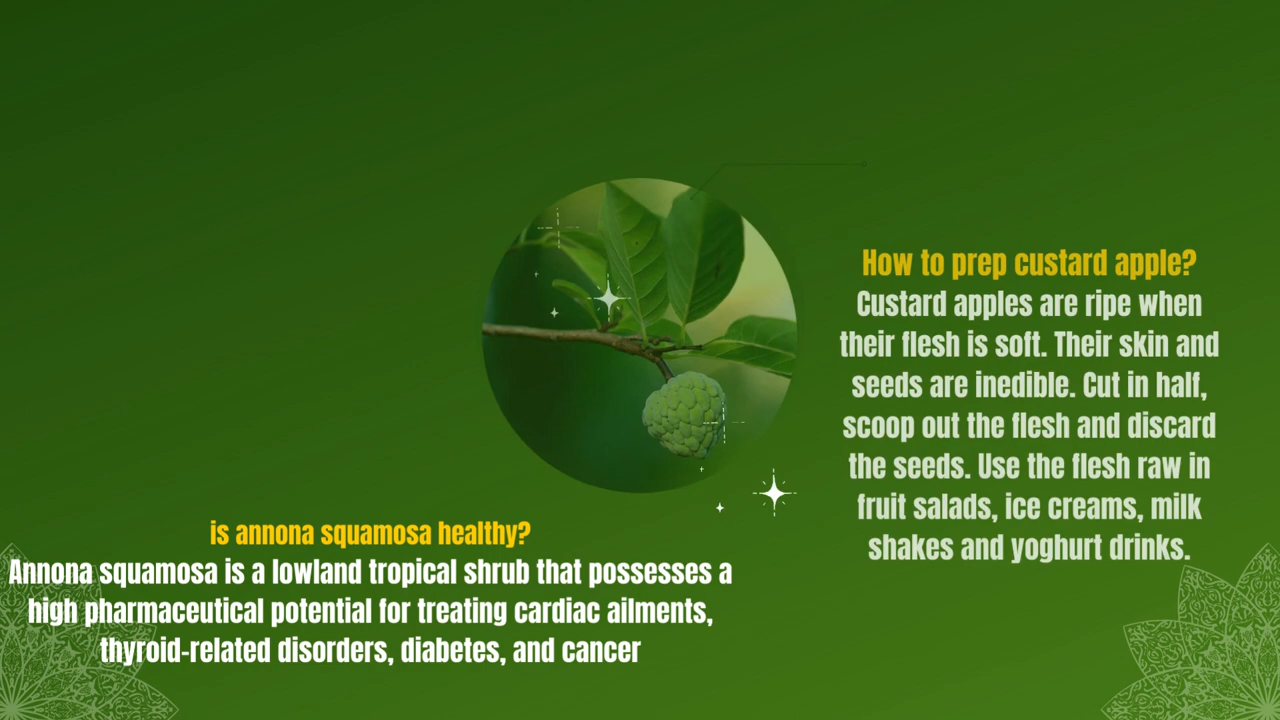 How to prep custard apple?
Custard apples are ripe when
their flesh is soft. Their skin and
seeds are inedible. Cut in half,
scoop out the flesh and discard
the seeds. Use the flesh raw in
fruit salads, ice creams, milk
shakes and yoghurt drinks.
is annona squamosa healthy?
Annona squamosa is a lowland tropical shrub that possesses a
high pharmaceutical potential for treating cardiac ailments,
thyroid-related disorders, diabetes, and cancer